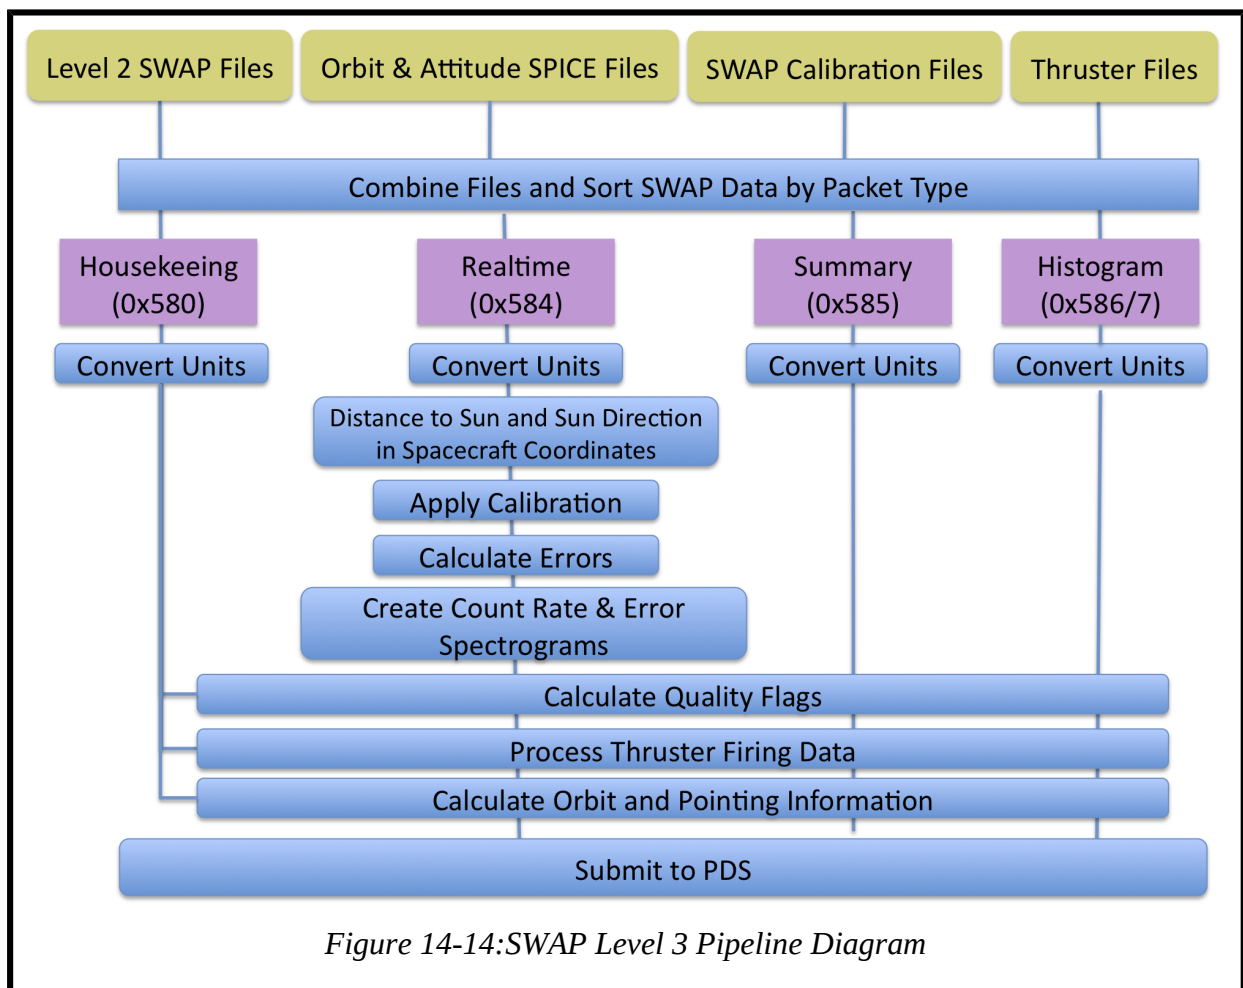 Level 2 SWAP Files
Orbit & Attitude SPICE Files
SWAP Calibration Files
Thruster Files
Combine Files and Sort SWAP Data by Packet Type
Housekeeing
(0x580)
Realtime
(0x584)
Summary
(0x585)
Histogram
(0x586/7)
Convert Units
Convert Units
Convert Units
Convert Units
Distance to Sun and Sun Direction
in Spacecraft Coordinates
Apply Calibration
Calculate Errors
Create Count Rate & Error
Spectrograms
Calculate Quality Flags
Process Thruster Firing Data
Calculate Orbit and Pointing Information
Submit to PDS
Figure 14-14:SWAP Level 3 Pipeline Diagram